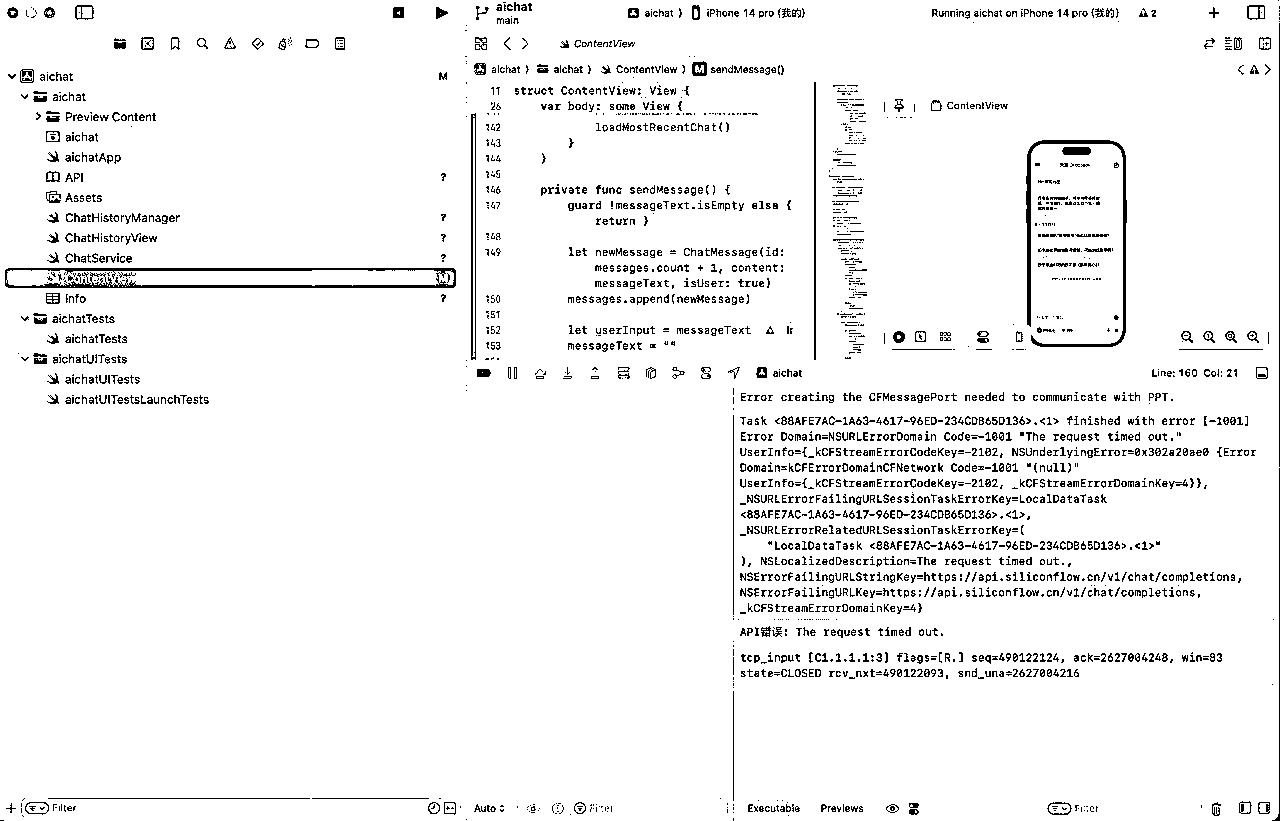 aichat
main
aichat
iPhone 14 pro (我的)
Running aichat on iPhone 14 pro (我的)
2
ContentView
aichat
M
aichat
Preview Content
aichat
aichatApp
API
?
Assets
ChatHistoryManager
?
ChatHistoryView
?
ChatService
?
ContentView
M
Info
?
aichatTests
aichatTests
aichatUITests
aichatUITests
aichatUITestsLaunchTests
Filter
aichat
aichat
ContentView
M
sendMessage()
11 struct ContentView: View {
26 var body: some View {
142 loadMostRecentChat()
143 }
144 }
145
146 private func sendMessage() {
147 guard !messageText.isEmpty else {
return }
148
149 let newMessage = ChatMessage(id:
messages.count + 1, content:
messageText, isUser: true)
150 messages.append(newMessage)
151
152 let userInput = messageText
153 messageText = ""
ContentView
aichat
Line: 160 Col: 21
Error creating the CFMessagePort needed to communicate with PPT.
Task <88AFE7AC-1A63-4617-96ED-234CDB65D136>.<1> finished with error [-1001]
Error Domain=NSURLErrorDomain Code=-1001 "The request timed out."
UserInfo={_kCFStreamErrorCodeKey=-2102, NSUnderlyingError=0x302a20ae0 {Error
Domain=kCFErrorDomainCFNetwork Code=-1001 "(null)"
UserInfo={_kCFStreamErrorCodeKey=-2102, _kCFStreamErrorDomainKey=4}},
_NSURLErrorFailingURLSessionTaskErrorKey=LocalDataTask
<88AFE7AC-1A63-4617-96ED-234CDB65D136>.<1>,
_NSURLErrorRelatedURLSessionTaskErrorKey=(
"LocalDataTask <88AFE7AC-1A63-4617-96ED-234CDB65D136>.<1>"
), NSLocalizedDescription=The request timed out.,
NSErrorFailingURLStringKey=https://api.siliconflow.cn/v1/chat/completions,
NSErrorFailingURLKey=https://api.siliconflow.cn/v1/chat/completions,
_kCFStreamErrorDomainKey=4}
API错误: The request timed out.
tcp_input [C1.1.1.1:3] flags=[R.] seq=490122124, ack=2627004248, win=83
state=CLOSED rcv_nxt=490122093, snd_una=2627004216
Auto
Filter
Executable
Previews
Filter